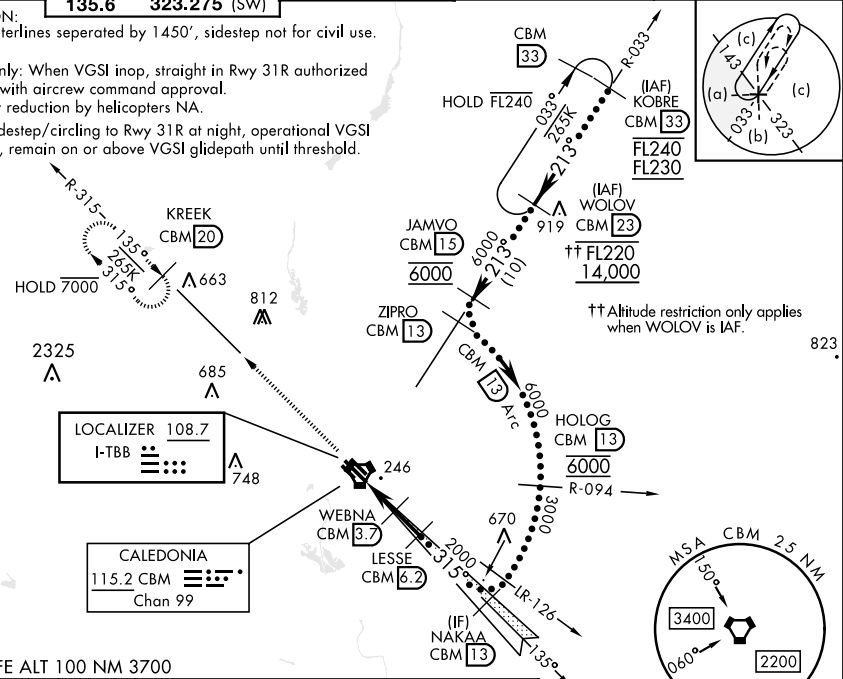 135.6 323.275 (SW)
ON:
terlines seperated by 1450', sidestep not for civil use.
only: When VGSI inop, straight in Rwy 31R authorized
with aircrew command approval.
y reduction by helicopters NA.
destep/circling to Rwy 31R at night, operational VGSI
, remain on or above VGSI glidepath until threshold.
CBM
33
R-033
HOLD FL240
033°
265K
213°
(IAF)
KOBRE
CBM 33
FL240
FL230
143
(c)
(a)
(c)
033
(b)
323
R-315
135°
265K
315°
KREEK
CBM 20
HOLD 7000
663
812
2325
685
JAMVO
CBM 15
6000
6000
213°
(10)
919
(IAF)
WOLOV
CBM 23
†† FL220
14,000
††Altitude restriction only applies
when WOLOV is IAF.
823
ZIPRO
CBM 13
CBM 13 Arc
6000
HOLOG
CBM 13
6000
R-094
3000
LOCALIZER 108.7
I-TBB
748
246
WEBNA
CBM 3.7
LESSE
CBM 6.2
2000
315°
670
LR-126
(IF)
NAKAA
CBM 13
135°
CALEDONIA
115.2 CBM
Chan 99
MSA CBM 25 NM
150°
3400
060°
2200
FE ALT 100 NM 3700